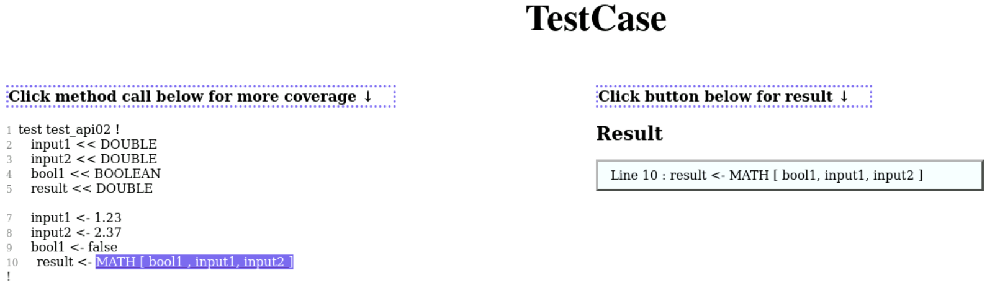 TestCase
Click method call below for more coverage ↓
1 test test_api02 !
2 input1 << DOUBLE
3 input2 << DOUBLE
4 bool1 << BOOLEAN
5 result << DOUBLE
7 input1 <- 1.23
8 input2 <- 2.37
9 bool1 <- false
10 result <- MATH [ bool1 , input1, input2 ]
!
Click button below for result ↓
Result
Line 10 : result <- MATH [ bool1, input1, input2 ]